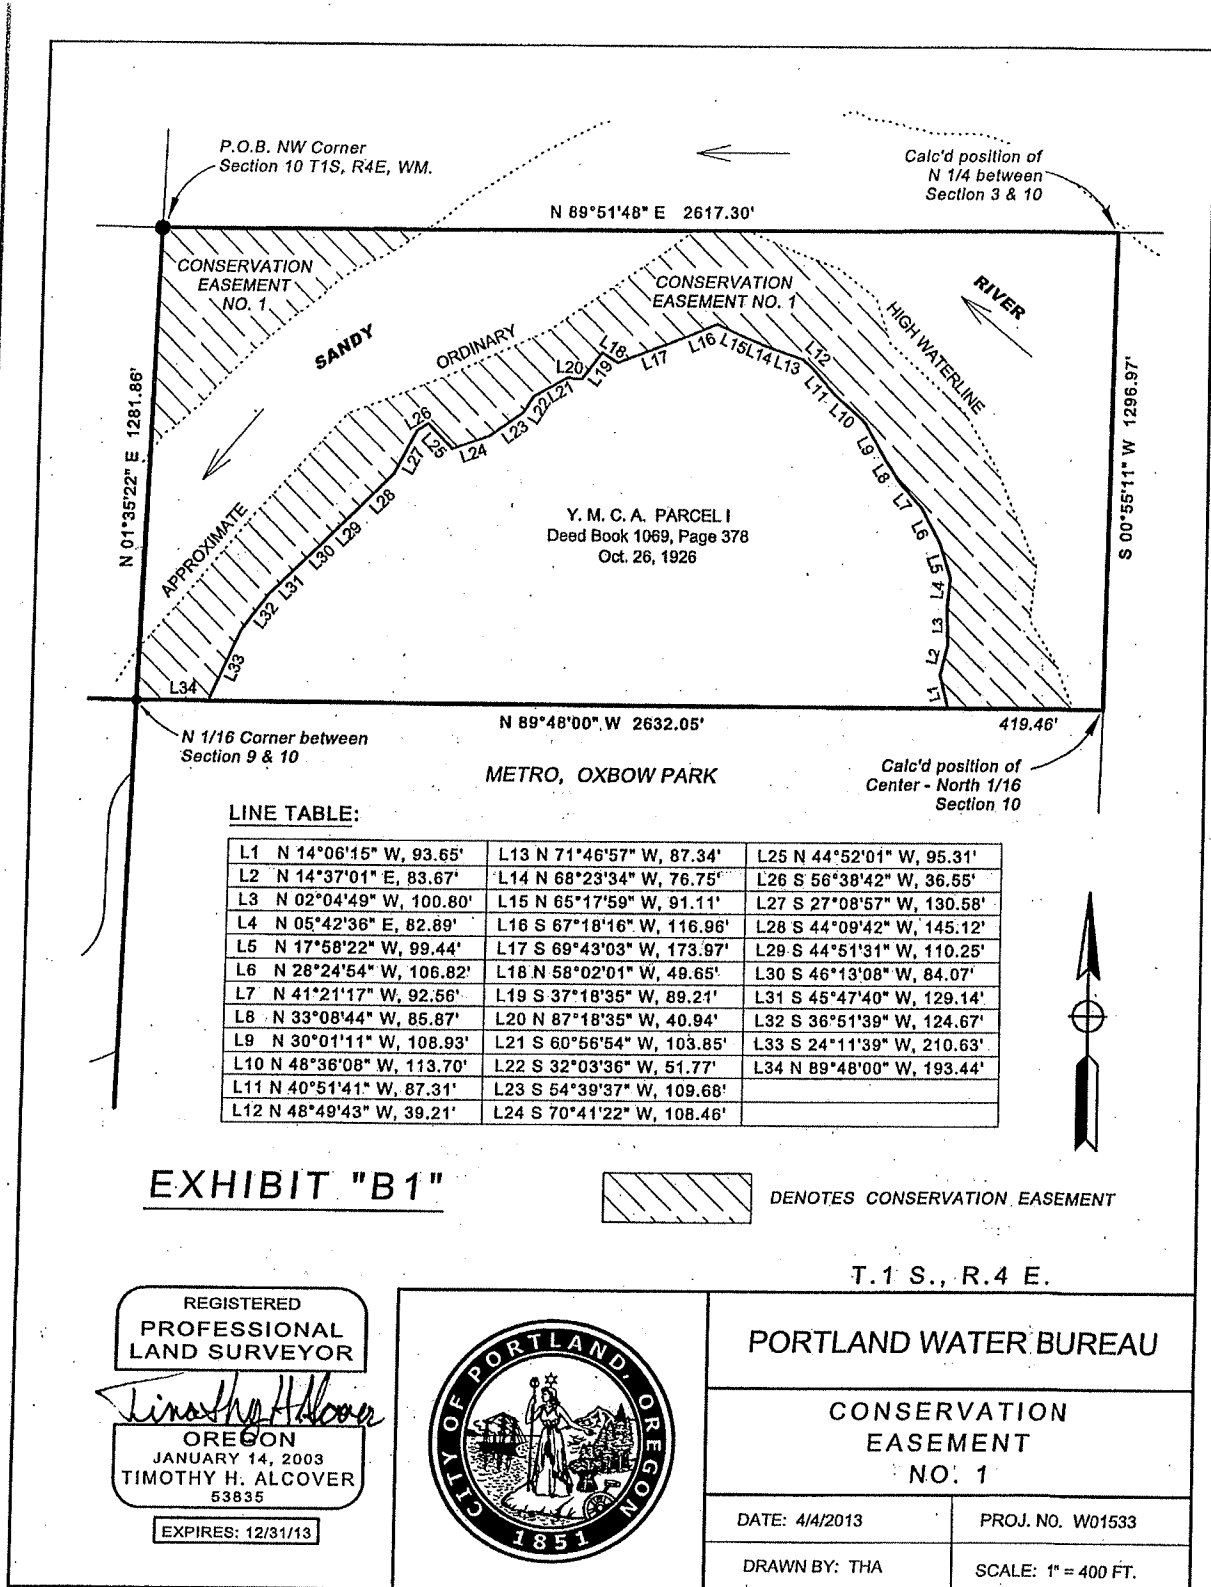 P.O.B. NW Corner
Section 10 T1S, R4E, WM.
Calc'd position of
N 1/4 between
Section 3 & 10
N 89°51'48" E 2617.30'
CONSERVATION
EASEMENT
NO. 1
CONSERVATION
EASEMENT NO. 1
SANDY
RIVER
APPROXIMATE
ORDINARY
HIGH WATERLINE
N 01°35'22" E 1281.86'
S 00°55'11" W 1296.97'
L26
L25
L27
L24
L23
L22
L21
L20
L19
L18
L17
L16
L15
L14
L13
L12
L11
L10
L9
L8
L7
L6
L5
L4
L3
L2
L1
L28
L29
L30
L31
L32
L33
L34
Y. M. C. A. PARCEL I
Deed Book 1069, Page 378
Oct. 26, 1926
N 89°48'00" W 2632.05'
419.46'
N 1/16 Corner between
Section 9 & 10
METRO, OXBOW PARK
Calc'd position of
Center - North 1/16
Section 10
LINE TABLE:
L1 N 14°06'15" W, 93.65' L13 N 71°46'57" W, 87.34' L25 N 44°52'01" W, 95.31'
L2 N 14°37'01" E, 83.67' L14 N 68°23'34" W, 76.75' L26 S 56°38'42" W, 36.55'
L3 N 02°04'49" W, 100.80' L15 N 65°17'59" W, 91.11' L27 S 27°08'57" W, 130.58'
L4 N 05°42'36" E, 82.89' L16 S 67°18'16" W, 116.96' L28 S 44°09'42" W, 145.12'
L5 N 17°58'22" W, 99.44' L17 S 69°43'03" W, 173.97' L29 S 44°51'31" W, 110.25'
L6 N 28°24'54" W, 106.82' L18 N 58°02'01" W, 49.65' L30 S 46°13'08" W, 84.07'
L7 N 41°21'17" W, 92.56' L19 S 37°18'35" W, 89.21' L31 S 45°47'40" W, 129.14'
L8 N 33°08'44" W, 85.87' L20 N 87°18'35" W, 40.94' L32 S 36°51'39" W, 124.67'
L9 N 30°01'11" W, 108.93' L21 S 60°56'54" W, 103.85' L33 S 24°11'39" W, 210.63'
L10 N 48°36'08" W, 113.70' L22 S 32°03'36" W, 51.77' L34 N 89°48'00" W, 193.44'
L11 N 40°51'41" W, 87.31' L23 S 54°39'37" W, 109.68'
L12 N 48°49'43" W, 39.21' L24 S 70°41'22" W, 108.46'
EXHIBIT "B1"
DENOTES CONSERVATION EASEMENT
T.1 S., R.4 E.
REGISTERED
PROFESSIONAL
LAND SURVEYOR
Timothy H Alcover
OREGON
JANUARY 14, 2003
TIMOTHY H. ALCOVER
53835
EXPIRES: 12/31/13
CITY OF PORTLAND, OREGON
1851
PORTLAND WATER BUREAU
CONSERVATION
EASEMENT
NO. 1
DATE: 4/4/2013
PROJ. NO. W01533
DRAWN BY: THA
SCALE: 1" = 400 FT.